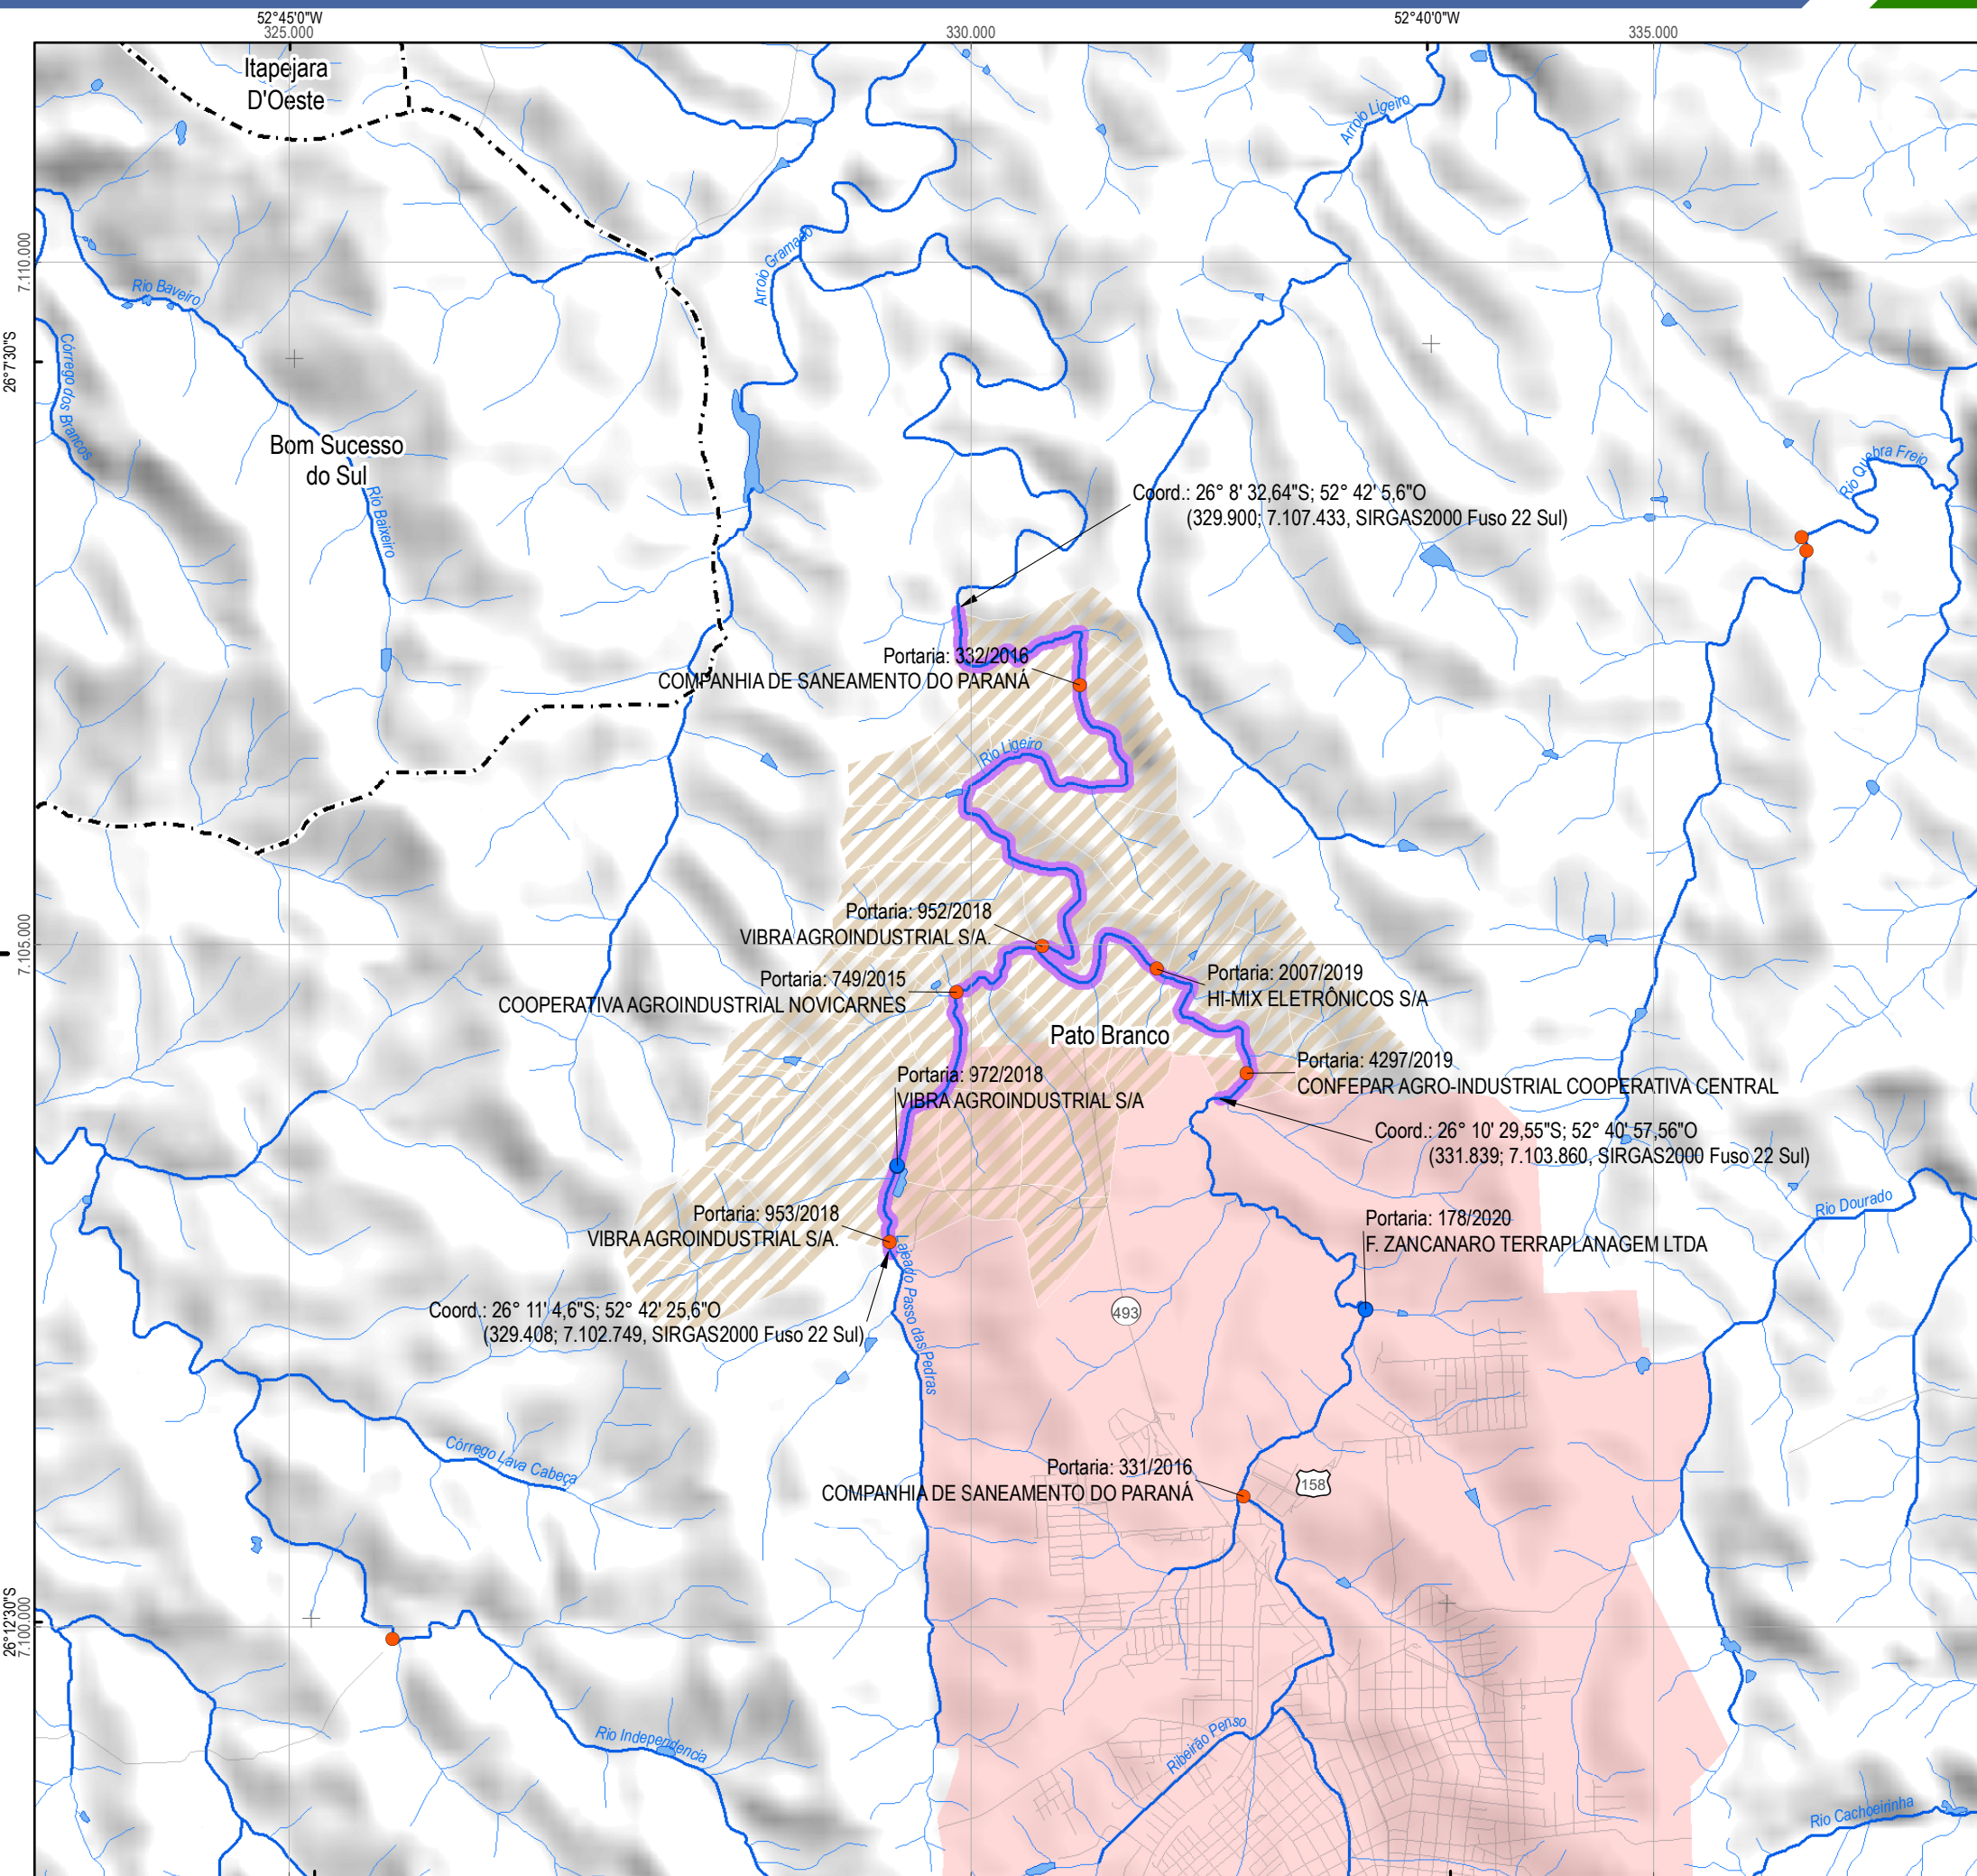 52°45'0"W
52°40'0"W
325.000
330.000
335.000
Itapejara
D'Oeste
Arroio Ligeiro
7.110.000
Arroio Gramado
Rio Baveiro
26°7'30"S
Córrego dos Brancos
Bom Sucesso
do Sul
Rio Baixeiro
Rio Quebra Freio
Coord.: 26° 8' 32,64"S; 52° 42' 5,6"O
(329.900; 7.107.433, SIRGAS2000 Fuso 22 Sul)
Portaria: 332/2016
COMPANHIA DE SANEAMENTO DO PARANÁ
Rio Ligeiro
7.105.000
Portaria: 952/2018
VIBRA AGROINDUSTRIAL S/A.
Portaria: 749/2015
COOPERATIVA AGROINDUSTRIAL NOVICARNES
Portaria: 2007/2019
HI-MIX ELETRÔNICOS S/A
Pato Branco
Portaria: 4297/2019
CONFEPAR AGRO-INDUSTRIAL COOPERATIVA CENTRAL
Portaria: 972/2018
VIBRA AGROINDUSTRIAL S/A
Coord.: 26° 10' 29,55"S; 52° 40' 57,56"O
(331.839; 7.103.860, SIRGAS2000 Fuso 22 Sul)
Portaria: 953/2018
VIBRA AGROINDUSTRIAL S/A.
Rio Dourado
Portaria: 178/2020
F. ZANCANARO TERRAPLANAGEM LTDA
Lajeado Passo das Pedras
Coord.: 26° 11' 4,6"S; 52° 42' 25,6"O
(329.408; 7.102.749, SIRGAS2000 Fuso 22 Sul)
493
Córrego Lava Cabeça
Portaria: 331/2016
COMPANHIA DE SANEAMENTO DO PARANÁ
158
26°12'30"S
7.100.000
Rio Independencia
Ribeirão Penso
Rio Cachoeirinha